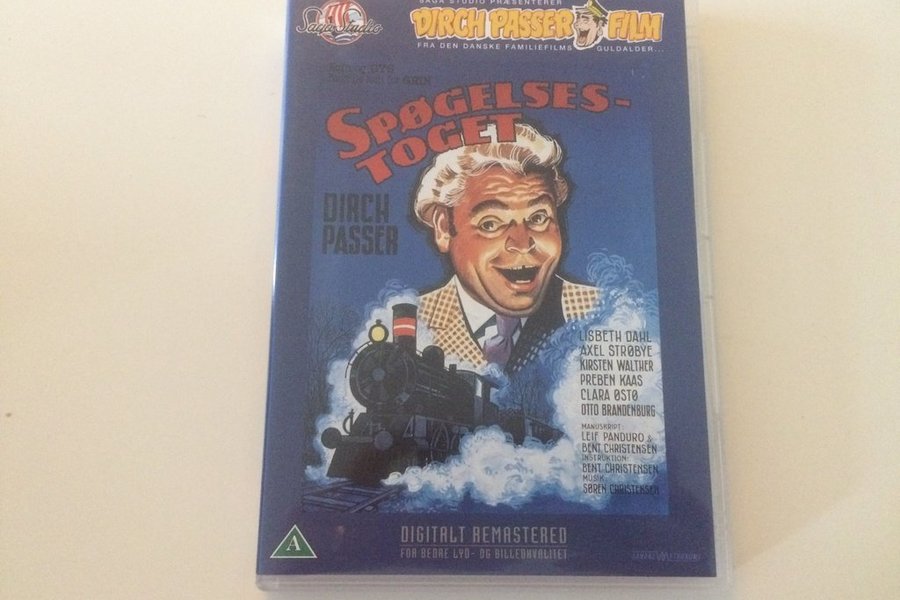 SAGA STUDIO PRÆSENTERER
Saga Studio
DIRCH PASSER FILM
FRA DEN DANSKE FAMILIEFILMS GULDALDER...
SPØGELSES-
TOGET
DIRCH
PASSER
LISBETH DAHL
AXEL STRØBYE
KIRSTEN WALTHER
PREBEN KAAS
CLARA ØSTØ
OTTO BRANDENBURG
MANUSKRIPT:
LEIF PANDURO &
BENT CHRISTENSEN
INSTRUKTION:
BENT CHRISTENSEN
MUSIK:
SØREN CHRISTENSEN
A
DIGITALT REMASTERED
FOR BEDRE LYD- OG BILLEDKVALITET